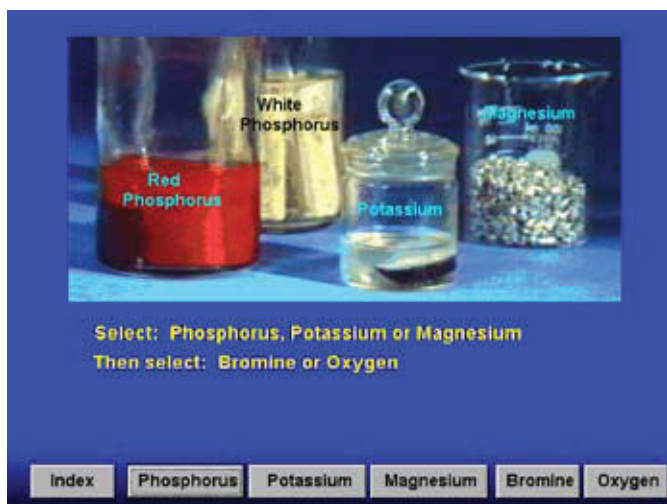 White
Phosphorus
Magnesium
Red
Phosphorus
Potassium
Select: Phosphorus, Potassium or Magnesium
Then select: Bromine or Oxygen
Index Phosphorus Potassium Magnesium Bromine Oxygen